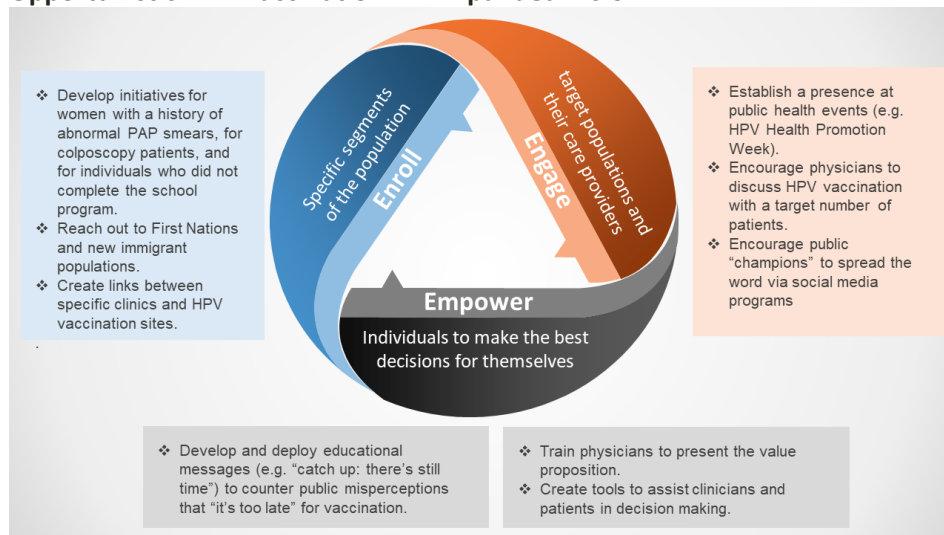 ❖ Develop initiatives for
women with a history of
abnormal PAP smears, for
colposcopy patients, and
for individuals who did not
complete the school
program.
❖ Reach out to First Nations
and new immigrant
populations.
❖ Create links between
specific clinics and HPV
vaccination sites.
.
Specific segments
of the population
Enroll
target populations and
their care providers
Engage
Empower
Individuals to make the best
decisions for themselves
❖ Establish a presence at
public health events (e.g.
HPV Health Promotion
Week).
❖ Encourage physicians to
discuss HPV vaccination
with a target number of
patients.
❖ Encourage public
“champions” to spread the
word via social media
programs
❖ Develop and deploy educational
messages (e.g. “catch up: there’s still
time”) to counter public misperceptions
that “it’s too late” for vaccination.
❖ Train physicians to present the value
proposition.
❖ Create tools to assist clinicians and
patients in decision making.